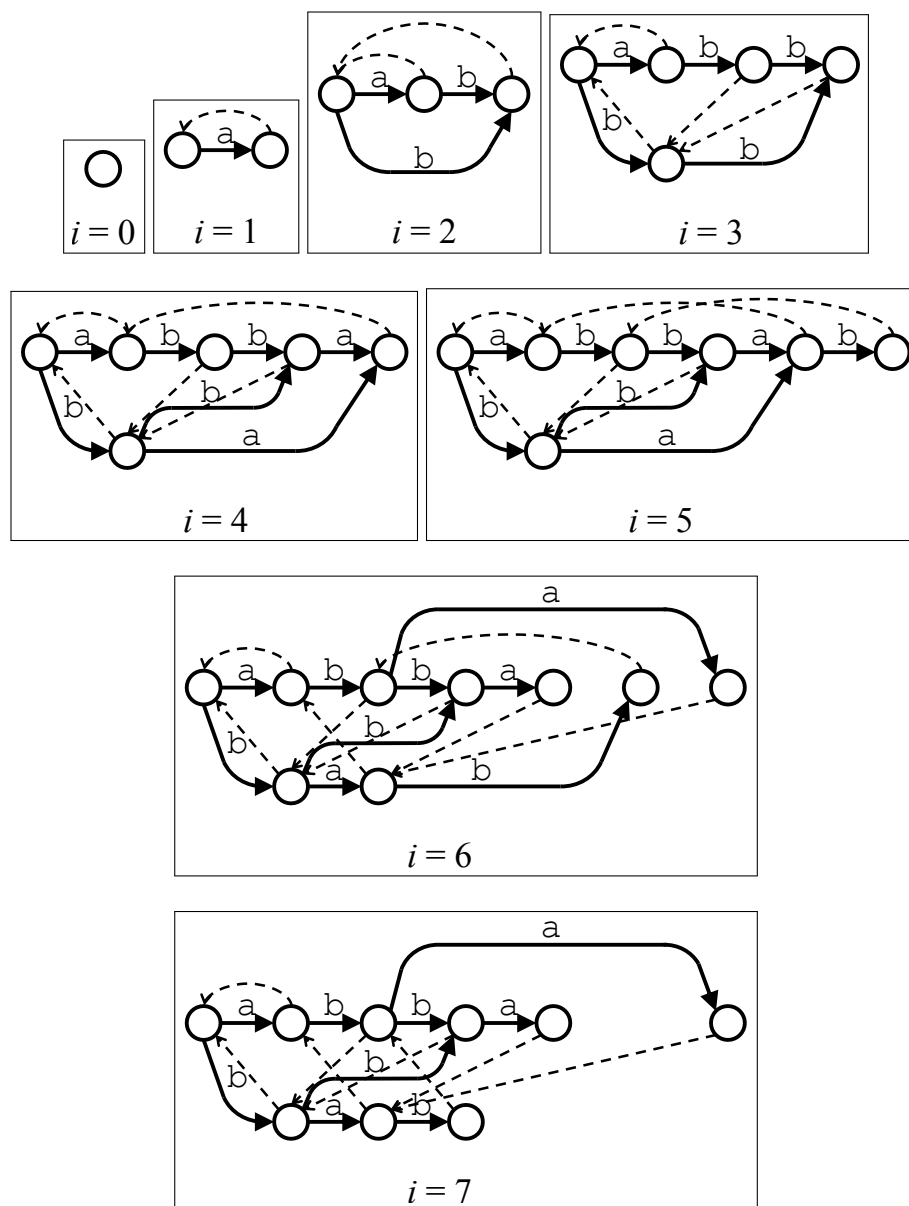 a
i = 0
i = 1
a b
b
i = 2
a b b
b b
i = 3
a b b a
b b
a
i = 4
a b b a b
b b
a
i = 5
a
a b b a
b b
a b
i = 6
a
a b b a
b b
a b
i = 7